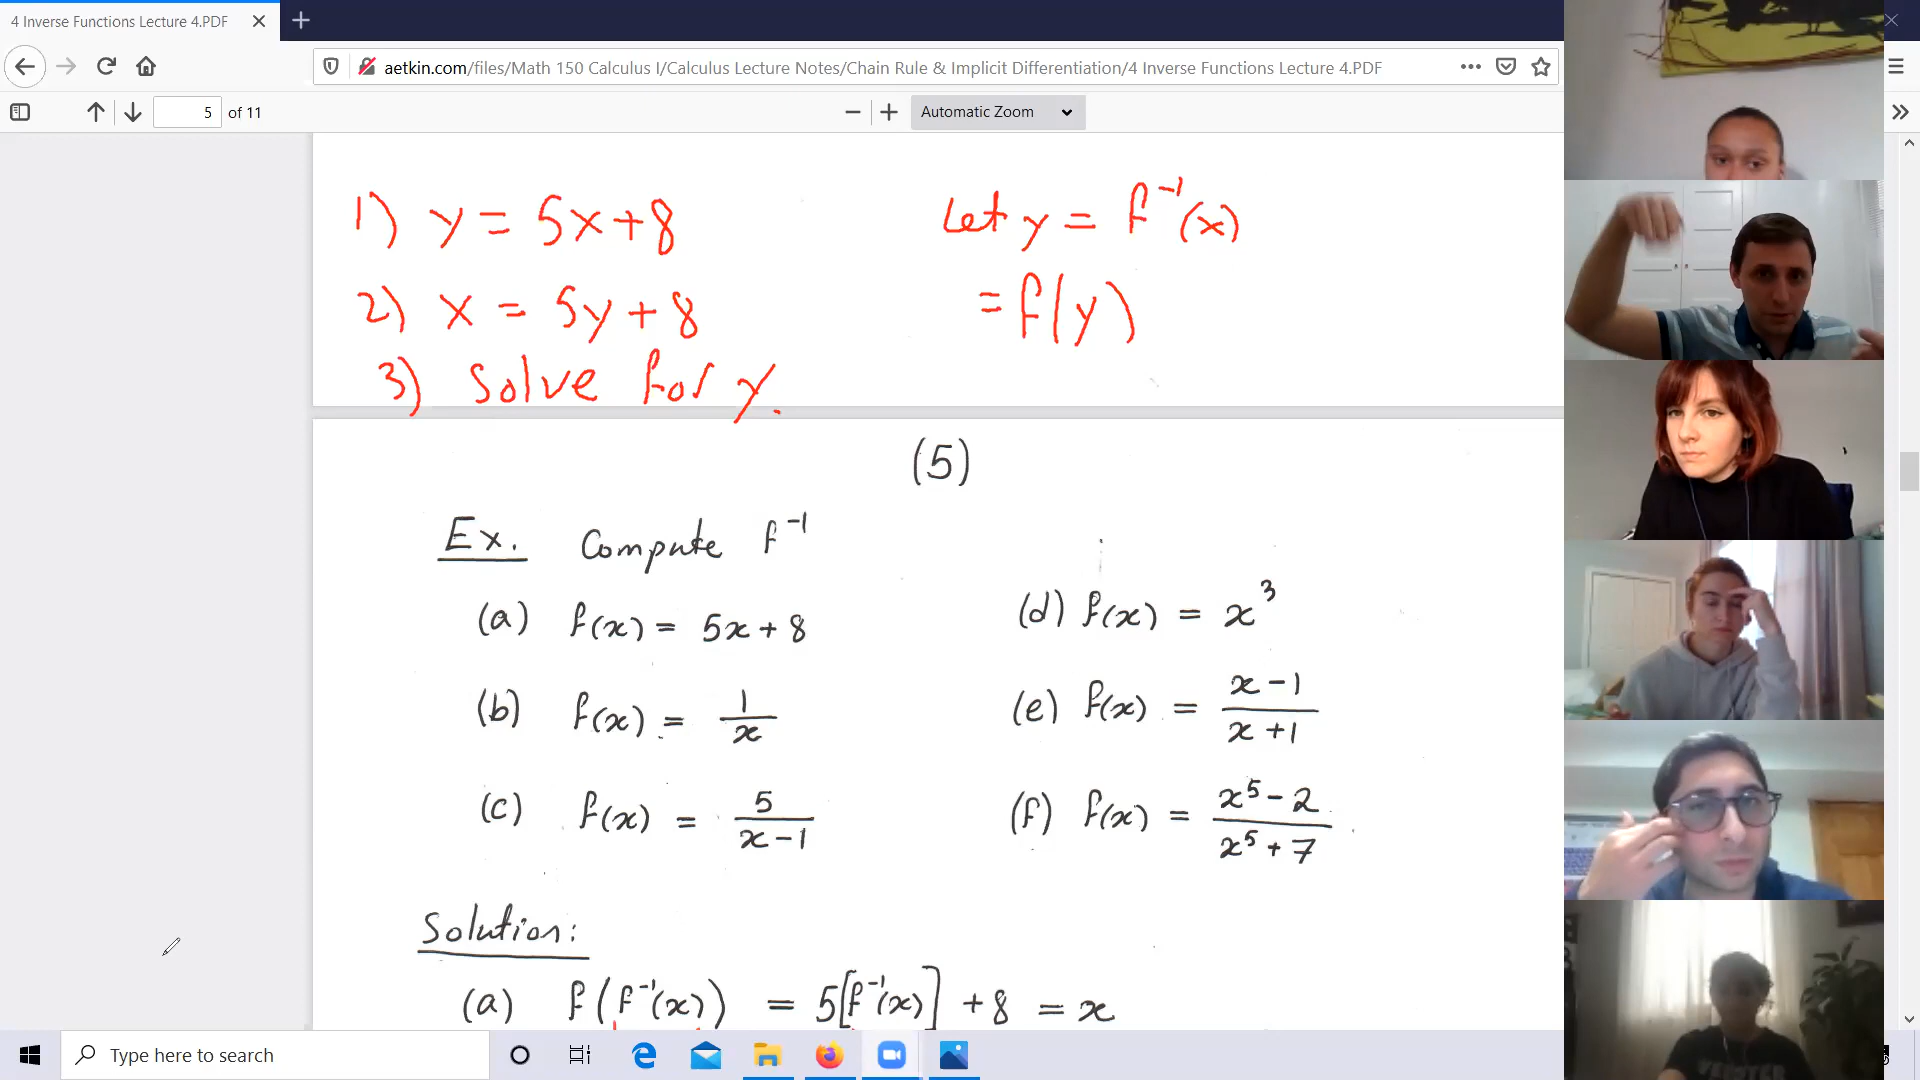 4 Inverse Functions Lecture 4.PDF
aetkin.com/files/Math 150 Calculus I/Calculus Lecture Notes/Chain Rule & Implicit Differentiation/4 Inverse Functions Lecture 4.PDF
5 of 11
Automatic Zoom
1) y = 5x+8
2) x = 5y+8
3) Solve for y.
Let y = f⁻¹(x)
= f(y)
(5)
Ex. Compute f⁻¹
(a) f(x) = 5x+8
(b) f(x) = 1/x
(c) f(x) = 5/(x-1)
(d) f(x) = x³
(e) f(x) = (x-1)/(x+1)
(f) f(x) = (x⁵-2)/(x⁵+7)
Solution:
(a) f(f⁻¹(x)) = 5[f⁻¹(x)] +8 = x
Type here to search